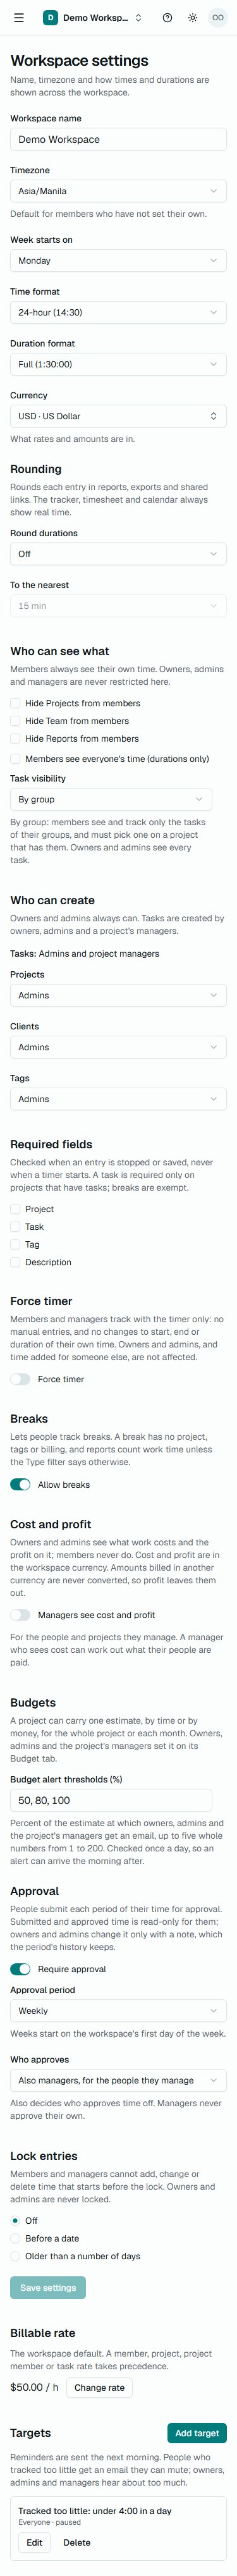 D Demo Worksp... OO
Workspace settings
Name, timezone and how times and durations are
shown across the workspace.
Workspace name
Demo Workspace
Timezone
Asia/Manila
Default for members who have not set their own.
Week starts on
Monday
Time format
24-hour (14:30)
Duration format
Full (1:30:00)
Currency
USD · US Dollar
What rates and amounts are in.
Rounding
Rounds each entry in reports, exports and shared
links. The tracker, timesheet and calendar always
show real time.
Round durations
Off
To the nearest
15 min
Who can see what
Members always see their own time. Owners, admins
and managers are never restricted here.
Hide Projects from members
Hide Team from members
Hide Reports from members
Members see everyone's time (durations only)
Task visibility
By group
By group: members see and track only the tasks
of their groups, and must pick one on a project
that has them. Owners and admins see every
task.
Who can create
Owners and admins always can. Tasks are created by
owners, admins and a project's managers.
Tasks: Admins and project managers
Projects
Admins
Clients
Admins
Tags
Admins
Required fields
Checked when an entry is stopped or saved, never
when a timer starts. A task is required only on
projects that have tasks; breaks are exempt.
Project
Task
Tag
Description
Force timer
Members and managers track with the timer only: no
manual entries, and no changes to start, end or
duration of their own time. Owners and admins, and
time added for someone else, are not affected.
Force timer
Breaks
Lets people track breaks. A break has no project,
tags or billing, and reports count work time unless
the Type filter says otherwise.
Allow breaks
Cost and profit
Owners and admins see what work costs and the
profit on it; members never do. Cost and profit are in
the workspace currency. Amounts billed in another
currency are never converted, so profit leaves them
out.
Managers see cost and profit
For the people and projects they manage. A manager
who sees cost can work out what their people are
paid.
Budgets
A project can carry one estimate, by time or by
money, for the whole project or each month. Owners,
admins and the project's managers set it on its
Budget tab.
Budget alert thresholds (%)
50, 80, 100
Percent of the estimate at which owners, admins and
the project's managers get an email, up to five whole
numbers from 1 to 200. Checked once a day, so an
alert can arrive the morning after.
Approval
People submit each period of their time for approval.
Submitted and approved time is read-only for them;
owners and admins change it only with a note, which
the period's history keeps.
Require approval
Approval period
Weekly
Weeks start on the workspace's first day of the week.
Who approves
Also managers, for the people they manage
Also decides who approves time off. Managers never
approve their own.
Lock entries
Members and managers cannot add, change or
delete time that starts before the lock. Owners and
admins are never locked.
Off
Before a date
Older than a number of days
Save settings
Billable rate
The workspace default. A member, project, project
member or task rate takes precedence.
$50.00 / h Change rate
Targets Add target
Reminders are sent the next morning. People who
tracked too little get an email they can mute; owners,
admins and managers hear about too much.
Tracked too little: under 4:00 in a day
Everyone · paused
Edit Delete